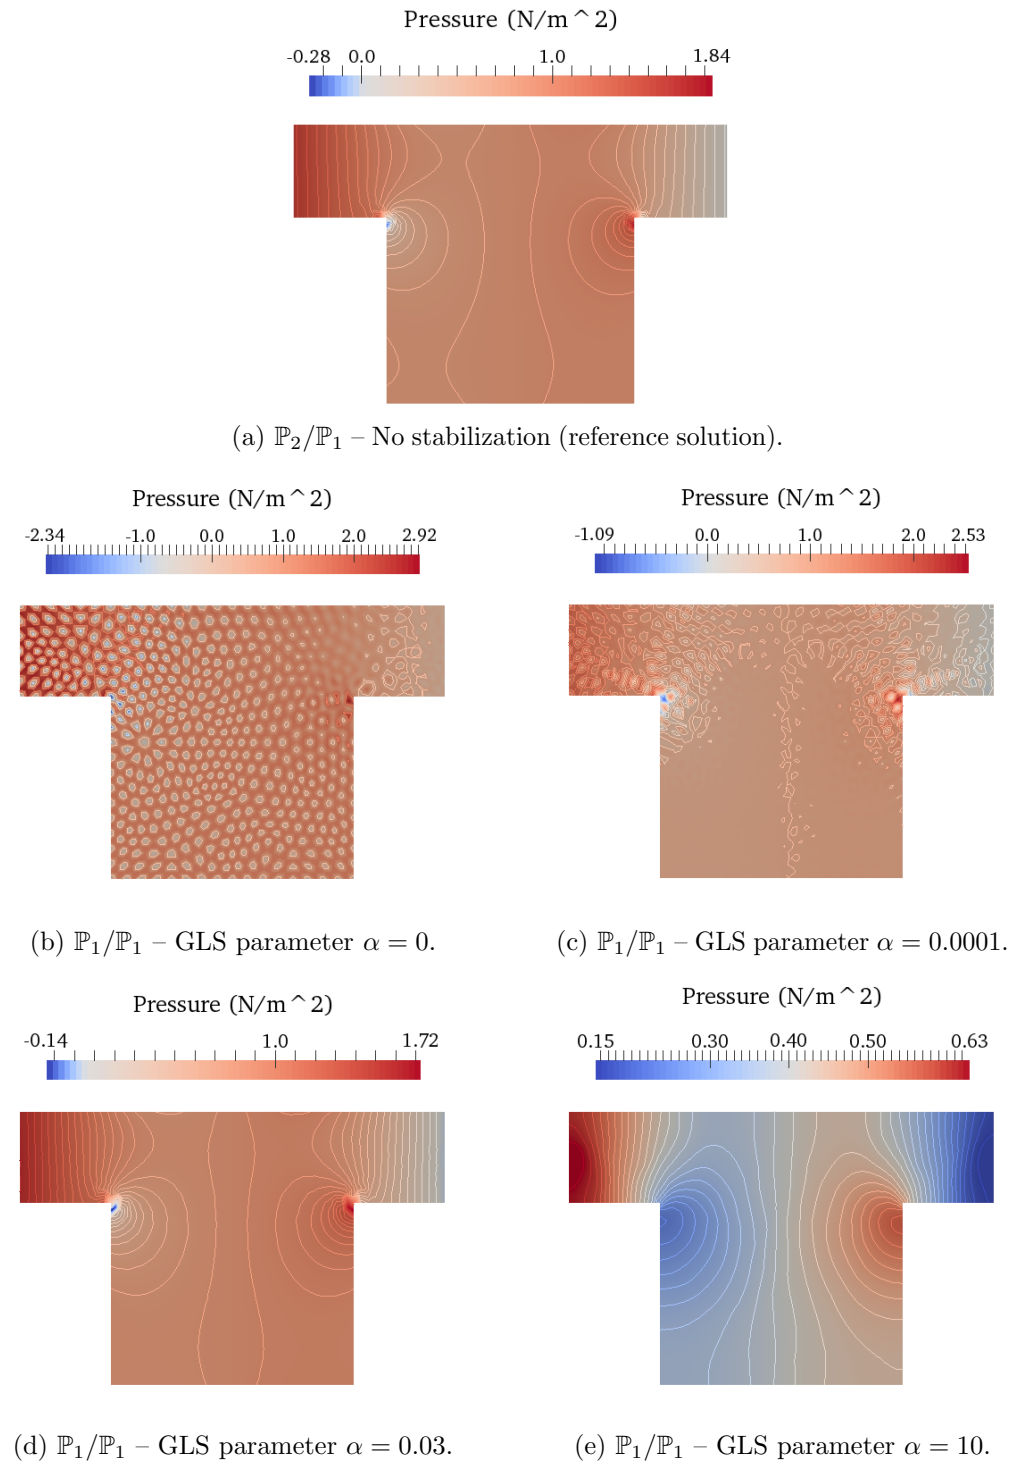 Pressure (N/m^2)
-0.28 0.0 1.0 1.84
(a) ℙ₂/ℙ₁ – No stabilization (reference solution).
Pressure (N/m^2)
-2.34 -1.0 0.0 1.0 2.0 2.92
Pressure (N/m^2)
-1.09 0.0 1.0 2.0 2.53
(b) ℙ₁/ℙ₁ – GLS parameter α = 0.
(c) ℙ₁/ℙ₁ – GLS parameter α = 0.0001.
Pressure (N/m^2)
-0.14 1.0 1.72
Pressure (N/m^2)
0.15 0.30 0.40 0.50 0.63
(d) ℙ₁/ℙ₁ – GLS parameter α = 0.03.
(e) ℙ₁/ℙ₁ – GLS parameter α = 10.